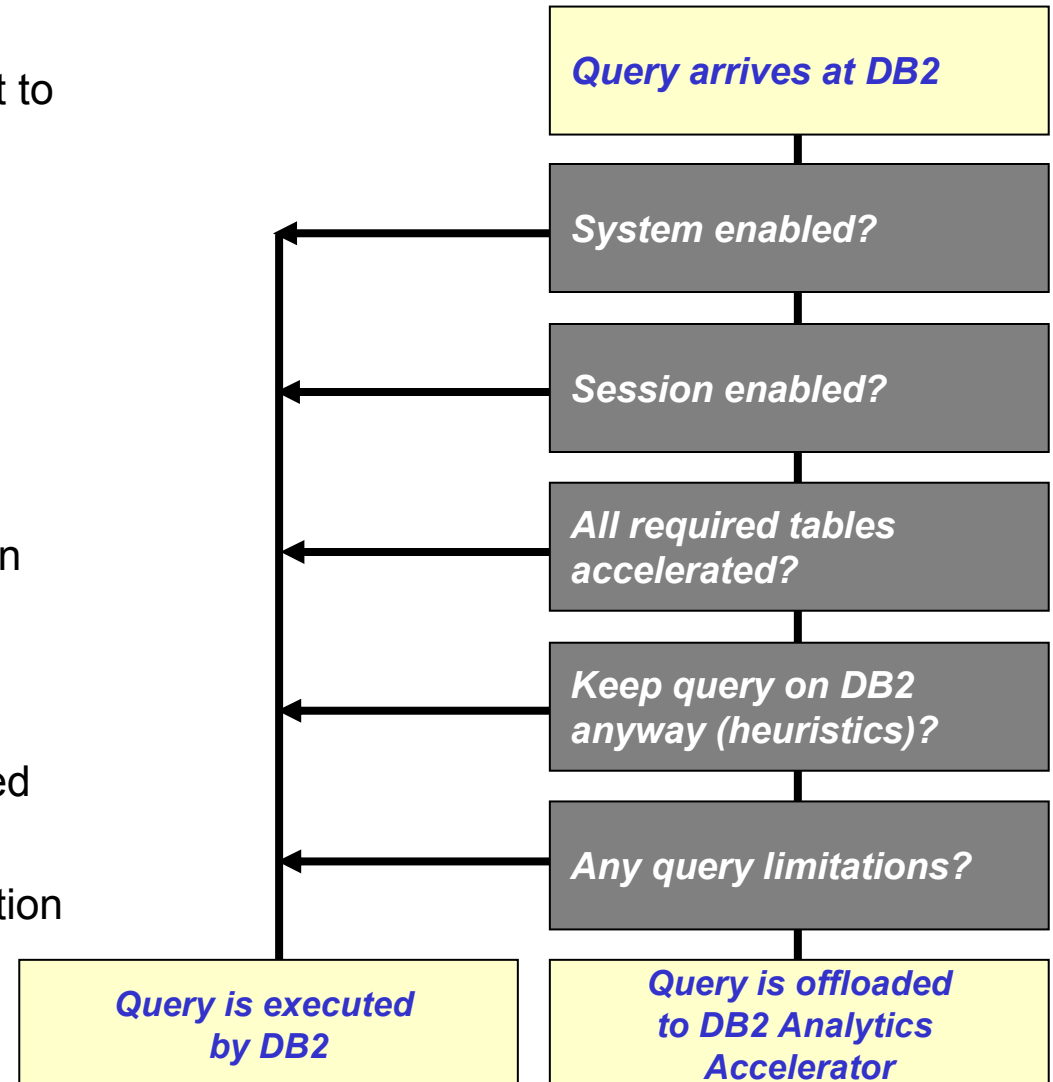 t to
n
ed
tion
Query arrives at DB2
System enabled?
Session enabled?
All required tables
accelerated?
Keep query on DB2
anyway (heuristics)?
Any query limitations?
Query is executed
by DB2
Query is offloaded
to DB2 Analytics
Accelerator